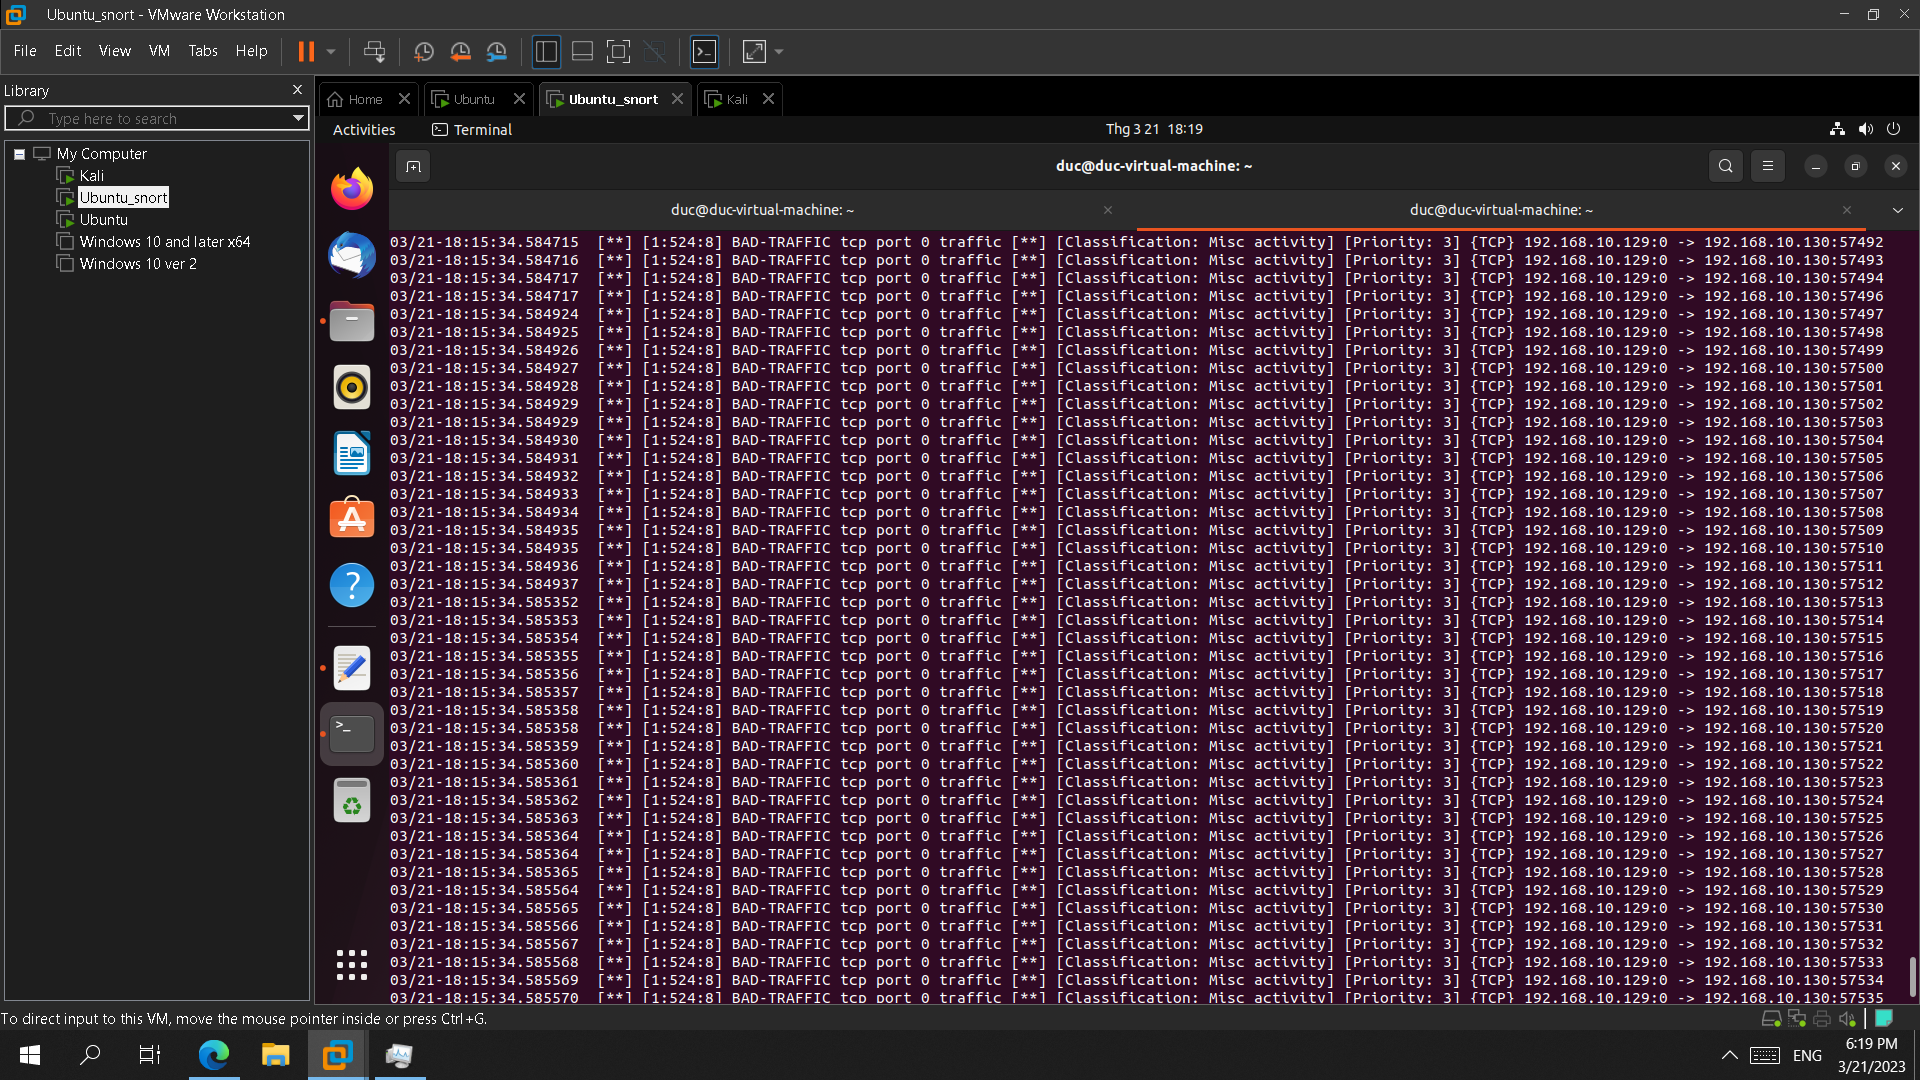 Ubuntu_snort - VMware Workstation
File Edit View VM Tabs Help
Library
Type here to search
My Computer
Kali
Ubuntu_snort
Ubuntu
Windows 10 and later x64
Windows 10 ver 2
Home Ubuntu Ubuntu_snort Kali
Activities Terminal Thg 3 21 18:19
duc@duc-virtual-machine: ~
duc@duc-virtual-machine: ~ duc@duc-virtual-machine: ~
03/21-18:15:34.584715 [**] [1:524:8] BAD-TRAFFIC tcp port 0 traffic [**] [Classification: Misc activity] [Priority: 3] {TCP} 192.168.10.129:0 -> 192.168.10.130:57492
03/21-18:15:34.584716 [**] [1:524:8] BAD-TRAFFIC tcp port 0 traffic [**] [Classification: Misc activity] [Priority: 3] {TCP} 192.168.10.129:0 -> 192.168.10.130:57493
03/21-18:15:34.584717 [**] [1:524:8] BAD-TRAFFIC tcp port 0 traffic [**] [Classification: Misc activity] [Priority: 3] {TCP} 192.168.10.129:0 -> 192.168.10.130:57494
03/21-18:15:34.584717 [**] [1:524:8] BAD-TRAFFIC tcp port 0 traffic [**] [Classification: Misc activity] [Priority: 3] {TCP} 192.168.10.129:0 -> 192.168.10.130:57496
03/21-18:15:34.584924 [**] [1:524:8] BAD-TRAFFIC tcp port 0 traffic [**] [Classification: Misc activity] [Priority: 3] {TCP} 192.168.10.129:0 -> 192.168.10.130:57497
03/21-18:15:34.584925 [**] [1:524:8] BAD-TRAFFIC tcp port 0 traffic [**] [Classification: Misc activity] [Priority: 3] {TCP} 192.168.10.129:0 -> 192.168.10.130:57498
03/21-18:15:34.584926 [**] [1:524:8] BAD-TRAFFIC tcp port 0 traffic [**] [Classification: Misc activity] [Priority: 3] {TCP} 192.168.10.129:0 -> 192.168.10.130:57499
03/21-18:15:34.584927 [**] [1:524:8] BAD-TRAFFIC tcp port 0 traffic [**] [Classification: Misc activity] [Priority: 3] {TCP} 192.168.10.129:0 -> 192.168.10.130:57500
03/21-18:15:34.584928 [**] [1:524:8] BAD-TRAFFIC tcp port 0 traffic [**] [Classification: Misc activity] [Priority: 3] {TCP} 192.168.10.129:0 -> 192.168.10.130:57501
03/21-18:15:34.584929 [**] [1:524:8] BAD-TRAFFIC tcp port 0 traffic [**] [Classification: Misc activity] [Priority: 3] {TCP} 192.168.10.129:0 -> 192.168.10.130:57502
03/21-18:15:34.584929 [**] [1:524:8] BAD-TRAFFIC tcp port 0 traffic [**] [Classification: Misc activity] [Priority: 3] {TCP} 192.168.10.129:0 -> 192.168.10.130:57503
03/21-18:15:34.584930 [**] [1:524:8] BAD-TRAFFIC tcp port 0 traffic [**] [Classification: Misc activity] [Priority: 3] {TCP} 192.168.10.129:0 -> 192.168.10.130:57504
03/21-18:15:34.584931 [**] [1:524:8] BAD-TRAFFIC tcp port 0 traffic [**] [Classification: Misc activity] [Priority: 3] {TCP} 192.168.10.129:0 -> 192.168.10.130:57505
03/21-18:15:34.584932 [**] [1:524:8] BAD-TRAFFIC tcp port 0 traffic [**] [Classification: Misc activity] [Priority: 3] {TCP} 192.168.10.129:0 -> 192.168.10.130:57506
03/21-18:15:34.584933 [**] [1:524:8] BAD-TRAFFIC tcp port 0 traffic [**] [Classification: Misc activity] [Priority: 3] {TCP} 192.168.10.129:0 -> 192.168.10.130:57507
03/21-18:15:34.584934 [**] [1:524:8] BAD-TRAFFIC tcp port 0 traffic [**] [Classification: Misc activity] [Priority: 3] {TCP} 192.168.10.129:0 -> 192.168.10.130:57508
03/21-18:15:34.584935 [**] [1:524:8] BAD-TRAFFIC tcp port 0 traffic [**] [Classification: Misc activity] [Priority: 3] {TCP} 192.168.10.129:0 -> 192.168.10.130:57509
03/21-18:15:34.584935 [**] [1:524:8] BAD-TRAFFIC tcp port 0 traffic [**] [Classification: Misc activity] [Priority: 3] {TCP} 192.168.10.129:0 -> 192.168.10.130:57510
03/21-18:15:34.584936 [**] [1:524:8] BAD-TRAFFIC tcp port 0 traffic [**] [Classification: Misc activity] [Priority: 3] {TCP} 192.168.10.129:0 -> 192.168.10.130:57511
03/21-18:15:34.584937 [**] [1:524:8] BAD-TRAFFIC tcp port 0 traffic [**] [Classification: Misc activity] [Priority: 3] {TCP} 192.168.10.129:0 -> 192.168.10.130:57512
03/21-18:15:34.585352 [**] [1:524:8] BAD-TRAFFIC tcp port 0 traffic [**] [Classification: Misc activity] [Priority: 3] {TCP} 192.168.10.129:0 -> 192.168.10.130:57513
03/21-18:15:34.585353 [**] [1:524:8] BAD-TRAFFIC tcp port 0 traffic [**] [Classification: Misc activity] [Priority: 3] {TCP} 192.168.10.129:0 -> 192.168.10.130:57514
03/21-18:15:34.585354 [**] [1:524:8] BAD-TRAFFIC tcp port 0 traffic [**] [Classification: Misc activity] [Priority: 3] {TCP} 192.168.10.129:0 -> 192.168.10.130:57515
03/21-18:15:34.585355 [**] [1:524:8] BAD-TRAFFIC tcp port 0 traffic [**] [Classification: Misc activity] [Priority: 3] {TCP} 192.168.10.129:0 -> 192.168.10.130:57516
03/21-18:15:34.585356 [**] [1:524:8] BAD-TRAFFIC tcp port 0 traffic [**] [Classification: Misc activity] [Priority: 3] {TCP} 192.168.10.129:0 -> 192.168.10.130:57517
03/21-18:15:34.585357 [**] [1:524:8] BAD-TRAFFIC tcp port 0 traffic [**] [Classification: Misc activity] [Priority: 3] {TCP} 192.168.10.129:0 -> 192.168.10.130:57518
03/21-18:15:34.585358 [**] [1:524:8] BAD-TRAFFIC tcp port 0 traffic [**] [Classification: Misc activity] [Priority: 3] {TCP} 192.168.10.129:0 -> 192.168.10.130:57519
03/21-18:15:34.585358 [**] [1:524:8] BAD-TRAFFIC tcp port 0 traffic [**] [Classification: Misc activity] [Priority: 3] {TCP} 192.168.10.129:0 -> 192.168.10.130:57520
03/21-18:15:34.585359 [**] [1:524:8] BAD-TRAFFIC tcp port 0 traffic [**] [Classification: Misc activity] [Priority: 3] {TCP} 192.168.10.129:0 -> 192.168.10.130:57521
03/21-18:15:34.585360 [**] [1:524:8] BAD-TRAFFIC tcp port 0 traffic [**] [Classification: Misc activity] [Priority: 3] {TCP} 192.168.10.129:0 -> 192.168.10.130:57522
03/21-18:15:34.585361 [**] [1:524:8] BAD-TRAFFIC tcp port 0 traffic [**] [Classification: Misc activity] [Priority: 3] {TCP} 192.168.10.129:0 -> 192.168.10.130:57523
03/21-18:15:34.585362 [**] [1:524:8] BAD-TRAFFIC tcp port 0 traffic [**] [Classification: Misc activity] [Priority: 3] {TCP} 192.168.10.129:0 -> 192.168.10.130:57524
03/21-18:15:34.585363 [**] [1:524:8] BAD-TRAFFIC tcp port 0 traffic [**] [Classification: Misc activity] [Priority: 3] {TCP} 192.168.10.129:0 -> 192.168.10.130:57525
03/21-18:15:34.585364 [**] [1:524:8] BAD-TRAFFIC tcp port 0 traffic [**] [Classification: Misc activity] [Priority: 3] {TCP} 192.168.10.129:0 -> 192.168.10.130:57526
03/21-18:15:34.585364 [**] [1:524:8] BAD-TRAFFIC tcp port 0 traffic [**] [Classification: Misc activity] [Priority: 3] {TCP} 192.168.10.129:0 -> 192.168.10.130:57527
03/21-18:15:34.585365 [**] [1:524:8] BAD-TRAFFIC tcp port 0 traffic [**] [Classification: Misc activity] [Priority: 3] {TCP} 192.168.10.129:0 -> 192.168.10.130:57528
03/21-18:15:34.585564 [**] [1:524:8] BAD-TRAFFIC tcp port 0 traffic [**] [Classification: Misc activity] [Priority: 3] {TCP} 192.168.10.129:0 -> 192.168.10.130:57529
03/21-18:15:34.585565 [**] [1:524:8] BAD-TRAFFIC tcp port 0 traffic [**] [Classification: Misc activity] [Priority: 3] {TCP} 192.168.10.129:0 -> 192.168.10.130:57530
03/21-18:15:34.585566 [**] [1:524:8] BAD-TRAFFIC tcp port 0 traffic [**] [Classification: Misc activity] [Priority: 3] {TCP} 192.168.10.129:0 -> 192.168.10.130:57531
03/21-18:15:34.585567 [**] [1:524:8] BAD-TRAFFIC tcp port 0 traffic [**] [Classification: Misc activity] [Priority: 3] {TCP} 192.168.10.129:0 -> 192.168.10.130:57532
03/21-18:15:34.585568 [**] [1:524:8] BAD-TRAFFIC tcp port 0 traffic [**] [Classification: Misc activity] [Priority: 3] {TCP} 192.168.10.129:0 -> 192.168.10.130:57533
03/21-18:15:34.585569 [**] [1:524:8] BAD-TRAFFIC tcp port 0 traffic [**] [Classification: Misc activity] [Priority: 3] {TCP} 192.168.10.129:0 -> 192.168.10.130:57534
03/21-18:15:34.585570 [**] [1:524:8] BAD-TRAFFIC tcp port 0 traffic [**] [Classification: Misc activity] [Priority: 3] {TCP} 192.168.10.129:0 -> 192.168.10.130:57535
To direct input to this VM, move the mouse pointer inside or press Ctrl+G.
ENG
6:19 PM
3/21/2023